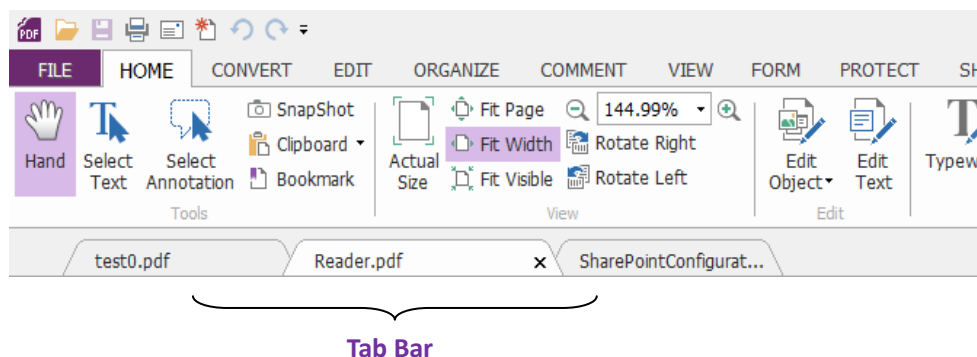 PDF
FILE HOME CONVERT EDIT ORGANIZE COMMENT VIEW FORM PROTECT SH
Hand
Select
Text
Select
Annotation
SnapShot
Clipboard
Bookmark
Tools
Actual
Size
Fit Page
Fit Width
Fit Visible
144.99%
Rotate Right
Rotate Left
View
Edit
Object
Edit
Text
Edit
Typew
test0.pdf Reader.pdf x SharePointConfigurat...
Tab Bar